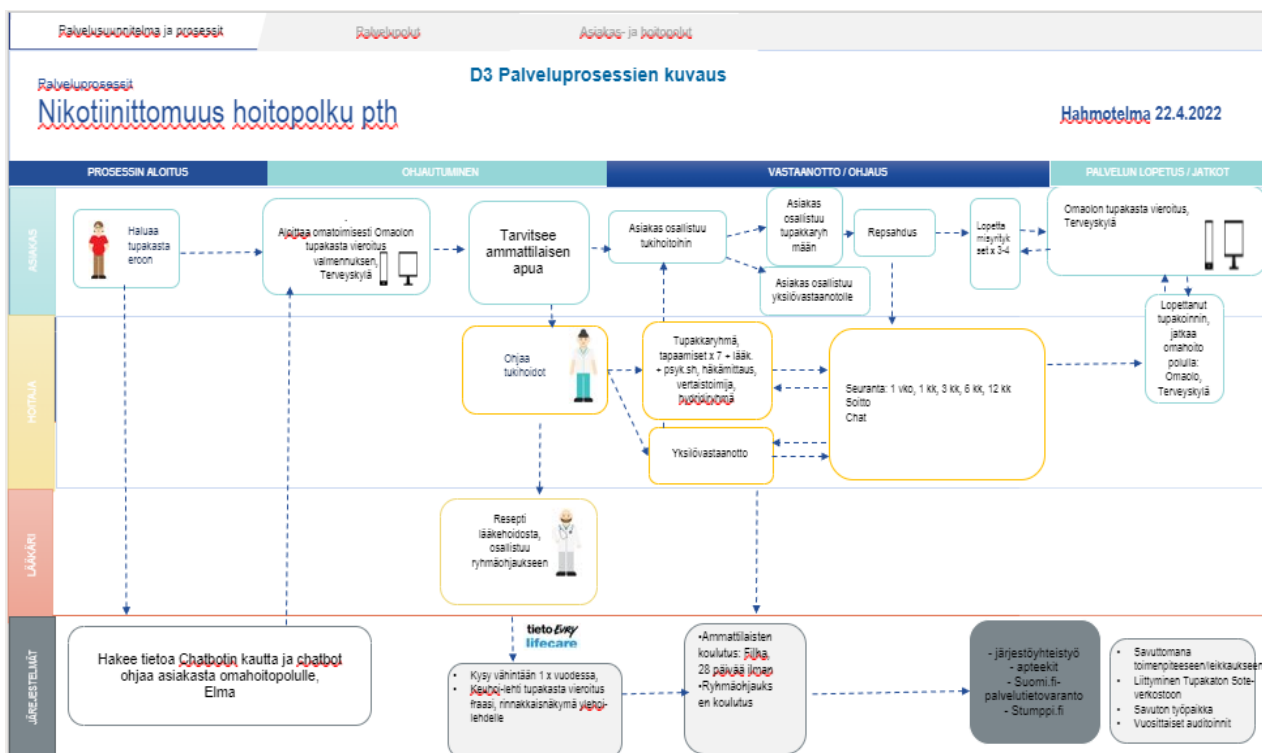 Palvelusuunnitelma ja prosessit
Palvelupolut
Asiakas- ja hoitopolut
D3 Palveluprosessien kuvaus
Palveluprosessit
Nikotiinittomuus hoitopolku pth
Hahmotelma 22.4.2022
PROSESSIN ALOITUS
OHJAUTUMINEN
VASTAANOTTO / OHJAUS
PALVELUN LOPETUS / JATKOT
ASIAKAS
Haluaa
tupakasta
eroon
-
Aloittaa omatoimisesti Omaolon
tupakasta vieroitus
valmennuksen,
Terveyskylä
Tarvitsee
ammattilaisen
apua
Asiakas osallistuu
tukihoitoihin
Asiakas
osallistuu
tupakkaryh
mään
Asiakas osallistuu
yksilövastaanotolle
Repsahdus
Lopetta
misyrityk
set x 3-4
Omaolon tupakasta vieroitus,
Terveyskylä
HOITAJA
Ohjaa
tukihoidot
Tupakkaryhmä,
tapaamiset x 7 + lääk.
+ psyk.sh, häkämittaus,
vertaistoimija,
hybridiryhmä
Yksilövastaanotto
Seuranta: 1 vko, 1 kk, 3 kk, 6 kk, 12 kk
Soitto
Chat
Lopettanut
tupakoinnin,
jatkaa
omahoito
polulla:
Omaolo,
Terveyskylä
LÄÄKÄRI
Resepti
lääkehoidosta,
osallistuu
ryhmäohjaukseen
JÄREJESTELMÄT
Hakee tietoa Chatbotin kautta ja chatbot
ohjaa asiakasta omahoitopolulle,
Elma
tieto Evry
lifecare
• Kysy vähintään 1 x vuodessa,
• Keuhoj-lehti tupakasta vieroitus
fraasi, rinnakkaisnäkymä ylehoi-
lehdelle
•Ammattilaisten
koulutus: Filha,
28 päivää ilman
•Ryhmäohjauks
en koulutus
- järjestöyhteistyö
- apteekit
- Suomi.fi-
palvelutietovaranto
- Stumppi.fi
• Savuttomana
toimenpiteeseen/leikkaukseen
• Liittyminen Tupakaton Sote-
verkostoon
• Savuton työpaikka
• Vuosittaiset auditoinnit